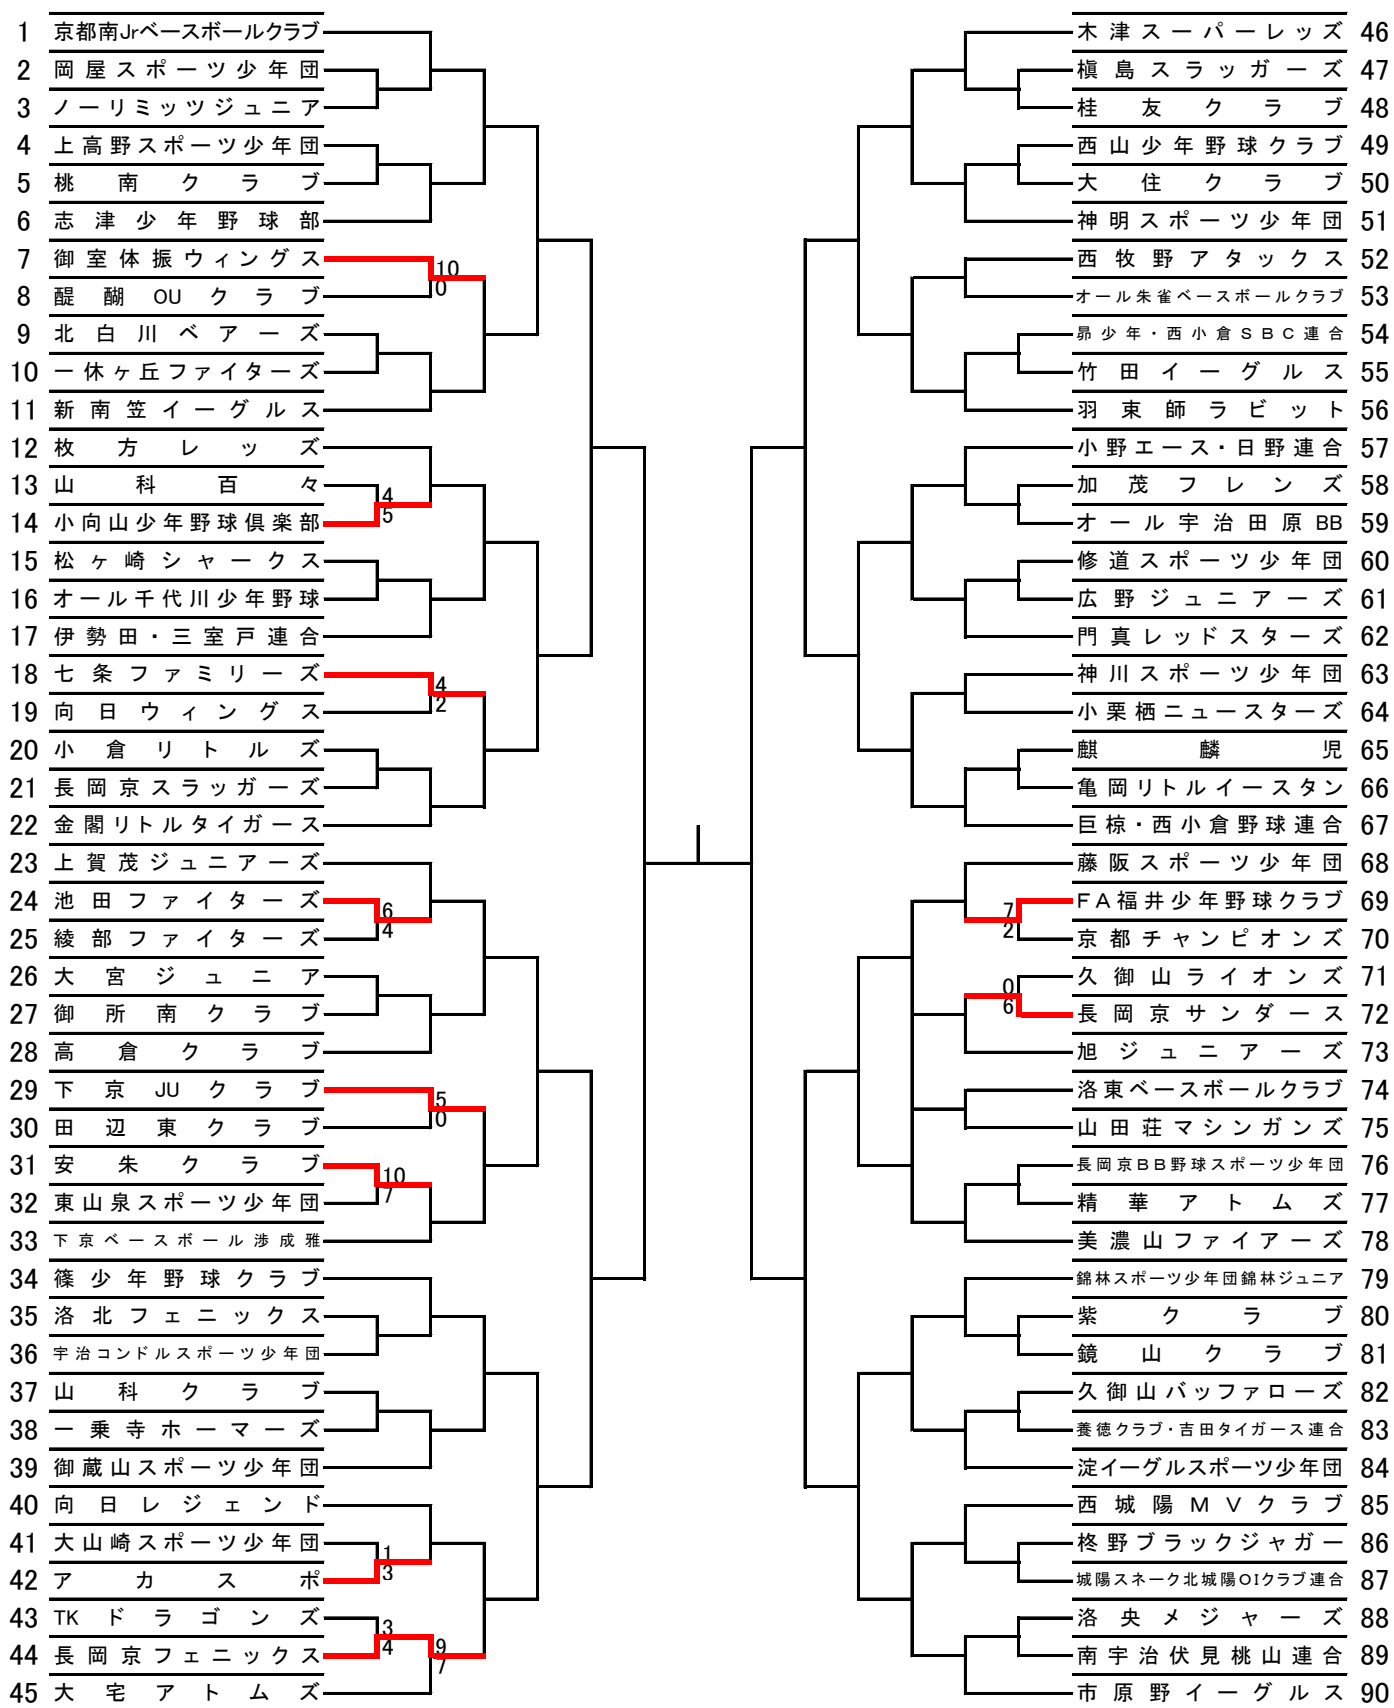 1 京都南Jrベースボールクラブ
2 岡屋スポーツ少年団
3 ノーリミッツジュニア
4 上高野スポーツ少年団
5 桃南クラブ
6 志津少年野球部
7 御室体振ウィングス
10
0
8 醍醐OUクラブ
9 北白川ベアーズ
10 一休ヶ丘ファイターズ
11 新南笠イーグルス
12 枚方レッズ
13 山科百々
4
5
14 小向山少年野球倶楽部
15 松ヶ崎シャークス
16 オール千代川少年野球
17 伊勢田・三室戸連合
18 七条ファミリーズ
4
2
19 向日ウィングス
20 小倉リトルズ
21 長岡京スラッガーズ
22 金閣リトルタイガース
23 上賀茂ジュニアーズ
24 池田ファイターズ
6
4
25 綾部ファイターズ
26 大宮ジュニア
27 御所南クラブ
28 高倉クラブ
29 下京JUクラブ
5
0
30 田辺東クラブ
31 安朱クラブ
10
7
32 東山泉スポーツ少年団
33 下京ベースボール渉成雅
34 篠少年野球クラブ
35 洛北フェニックス
36 宇治コンドルスポーツ少年団
37 山科クラブ
38 一乗寺ホーマーズ
39 御蔵山スポーツ少年団
40 向日レジェンド
41 大山崎スポーツ少年団
1
3
42 アカスポ
43 TKドラゴンズ
3
4
44 長岡京フェニックス
9
7
45 大宅アトムズ
木津スーパーレッズ 46
槇島スラッガーズ 47
桂友クラブ 48
西山少年野球クラブ 49
大住クラブ 50
神明スポーツ少年団 51
西牧野アタックス 52
オール朱雀ベースボールクラブ 53
昴少年・西小倉SBC連合 54
竹田イーグルス 55
羽束師ラビット 56
小野エース・日野連合 57
加茂フレンズ 58
オール宇治田原BB 59
修道スポーツ少年団 60
広野ジュニアーズ 61
門真レッドスターズ 62
神川スポーツ少年団 63
小栗栖ニュースターズ 64
麒麟児 65
亀岡リトルイースタン 66
巨椋・西小倉野球連合 67
藤阪スポーツ少年団 68
FA福井少年野球クラブ 69
7
2
京都チャンピオンズ 70
久御山ライオンズ 71
0
6
長岡京サンダース 72
旭ジュニアーズ 73
洛東ベースボールクラブ 74
山田荘マシンガンズ 75
長岡京BB野球スポーツ少年団 76
精華アトムズ 77
美濃山ファイアーズ 78
錦林スポーツ少年団錦林ジュニア 79
紫クラブ 80
鏡山クラブ 81
久御山バッファローズ 82
養徳クラブ・吉田タイガース連合 83
淀イーグルスポーツ少年団 84
西城陽MVクラブ 85
柊野ブラックジャガー 86
城陽スネーク北城陽OIクラブ連合 87
洛央メジャーズ 88
南宇治伏見桃山連合 89
市原野イーグルス 90